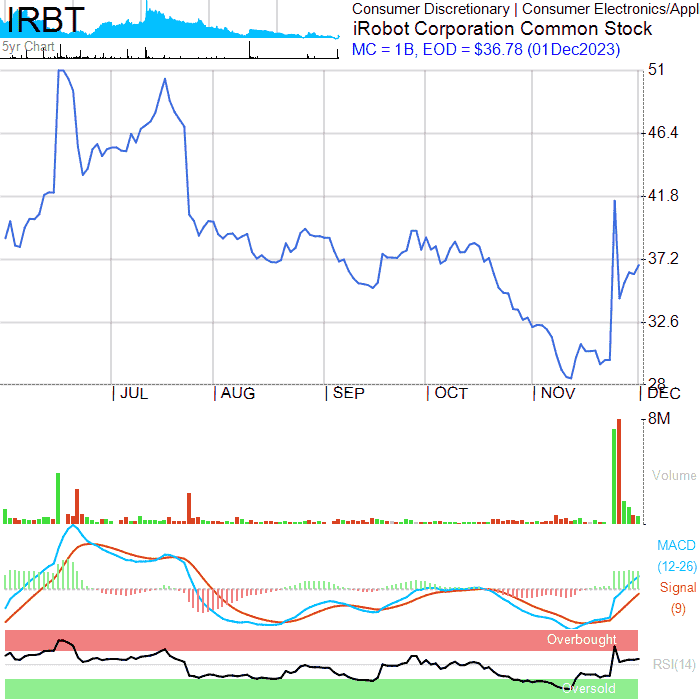 IRBT
5yr Chart
Consumer Discretionary | Consumer Electronics/Appl
iRobot Corporation Common Stock
MC = 1B, EOD = $36.78 (01Dec2023)
51
46.4
41.8
37.2
32.6
28
JUL
AUG
SEP
OCT
NOV
DEC
8M
Volume
MACD
(12-26)
Signal
(9)
Overbought
RSI(14)
Oversold